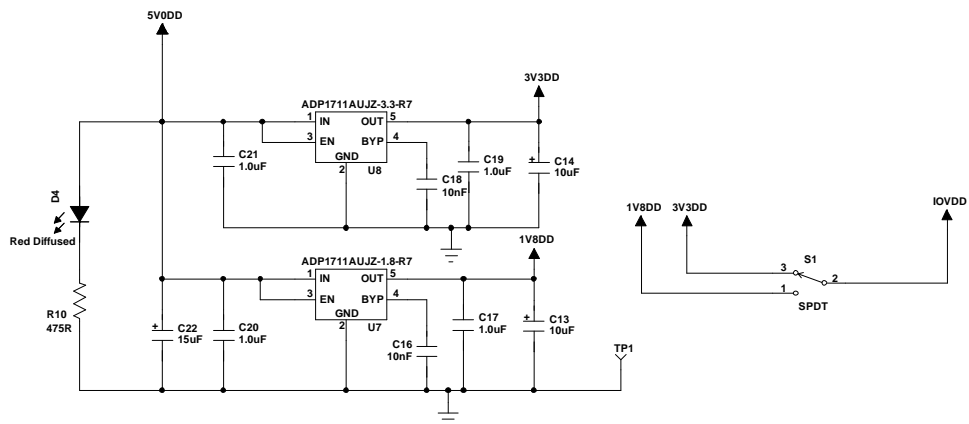 5V0DD
ADP1711AUJZ-3.3-R7
3V3DD
1 IN OUT 5
3 EN BYP 4
GND
2
U8
C21
1.0uF
C18
10nF
C19
1.0uF
C14
10uF
+
D4
Red Diffused
R10
475R
ADP1711AUJZ-1.8-R7
1V8DD
1 IN OUT 5
3 EN BYP 4
GND
2
U7
+
C22
15uF
C20
1.0uF
C16
10nF
C17
1.0uF
+
C13
10uF
TP1
1V8DD
3V3DD
IOVDD
S1
3
2
1
SPDT